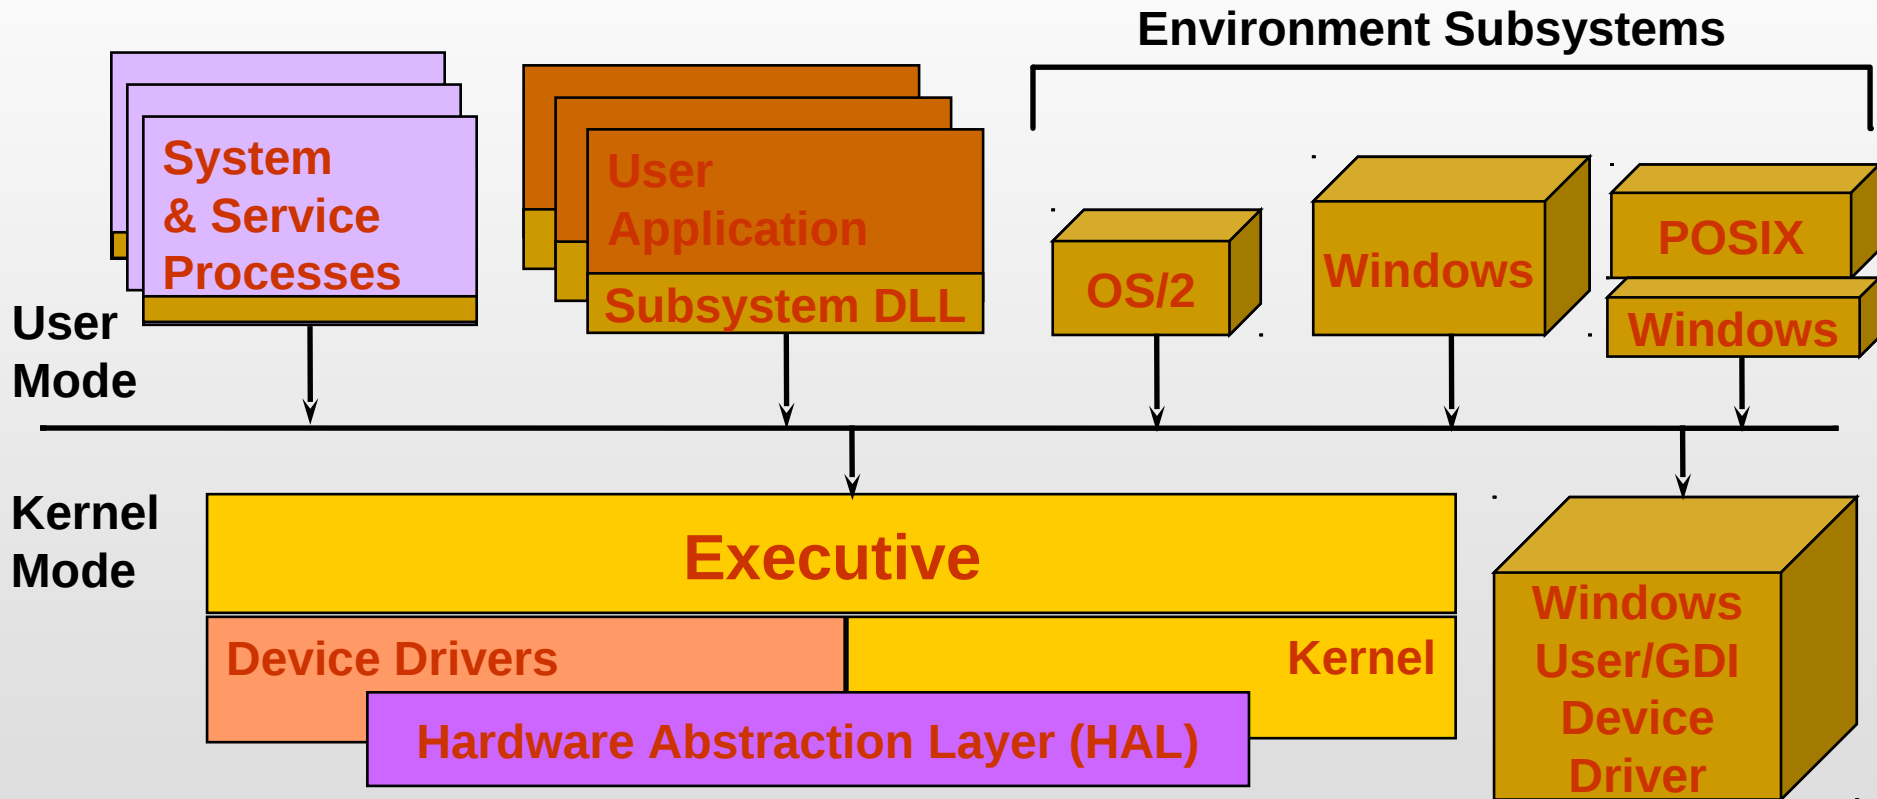 Environment Subsystems
System
& Service
Processes
User
Application
Subsystem DLL
OS/2
Windows
POSIX
Windows
User
Mode
Kernel
Mode
Executive
Device Drivers
Kernel
Hardware Abstraction Layer (HAL)
Windows
User/GDI
Device
Driver